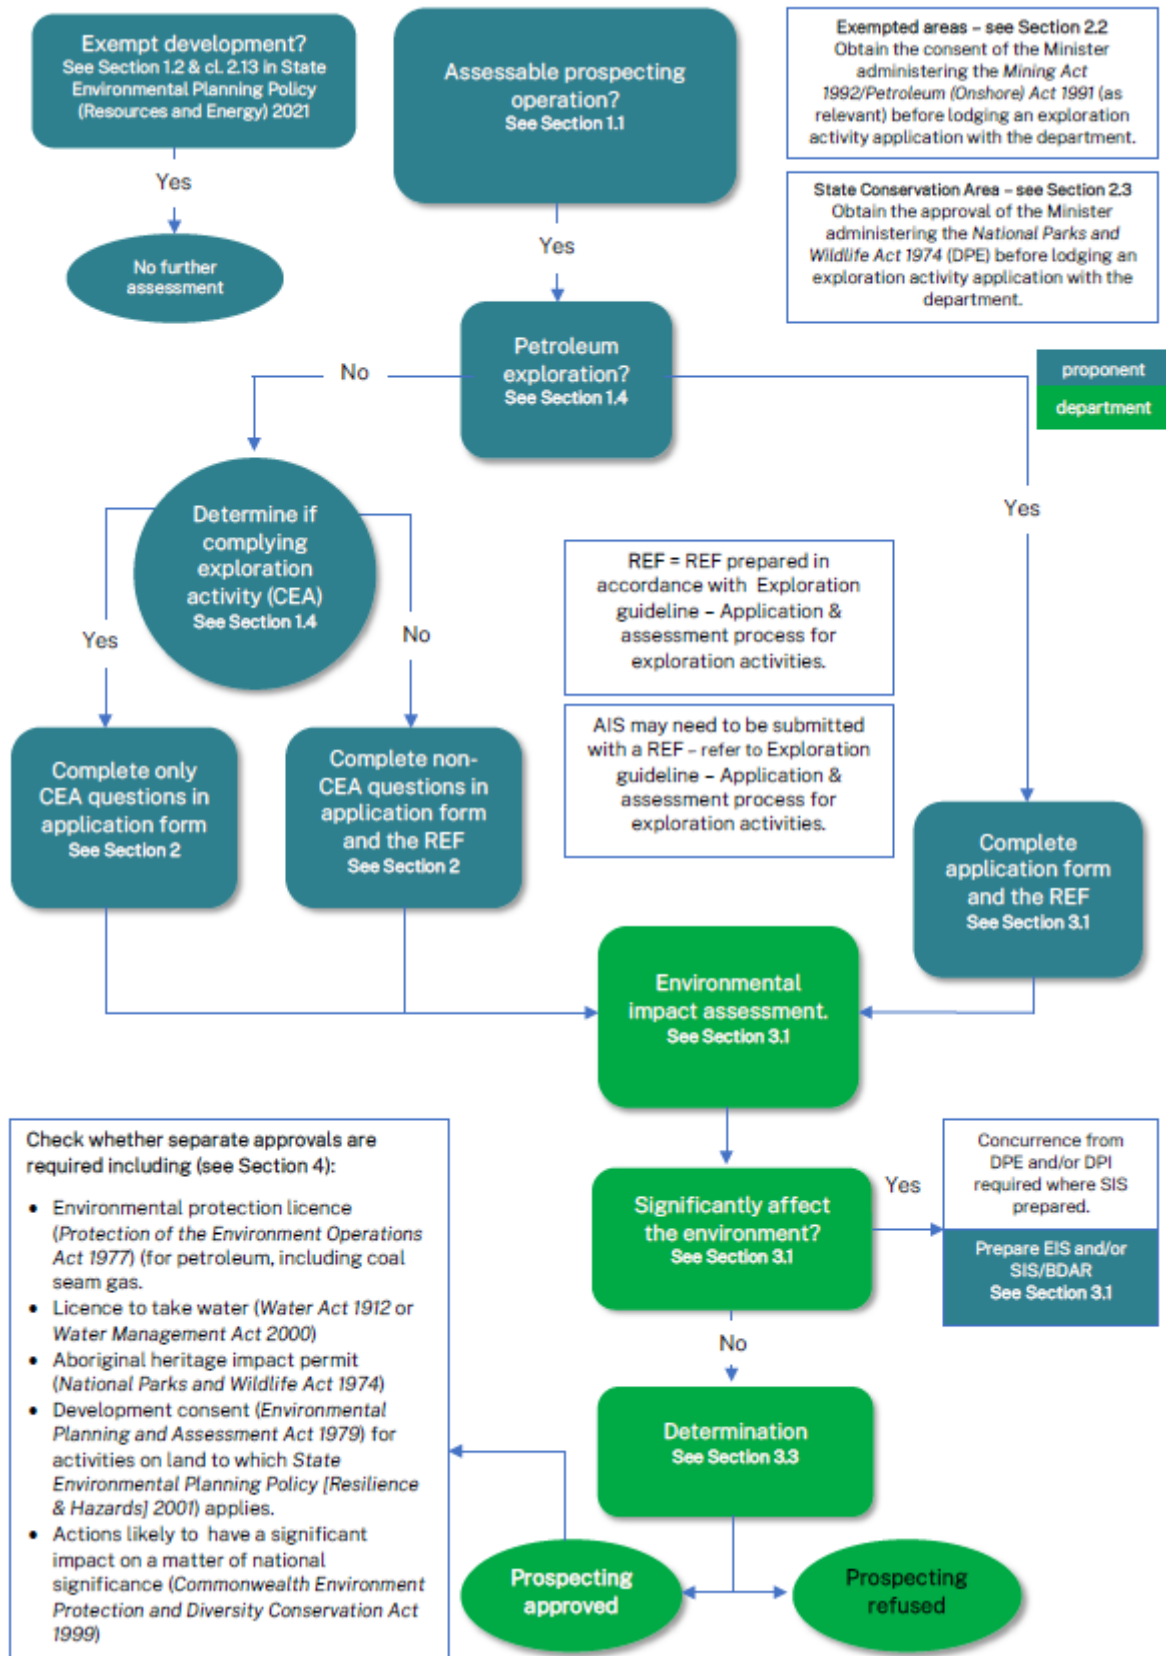 Exempt development?
See Section 1.2 & cl. 2.13 in State
Environmental Planning Policy
(Resources and Energy) 2021
Yes
No further
assessment
Assessable prospecting
operation?
See Section 1.1
Yes
Exempted areas – see Section 2.2
Obtain the consent of the Minister
administering the Mining Act
1992/Petroleum (Onshore) Act 1991 (as
relevant) before lodging an exploration
activity application with the department.
State Conservation Area – see Section 2.3
Obtain the approval of the Minister
administering the National Parks and
Wildlife Act 1974 (DPE) before lodging an
exploration activity application with the
department.
Petroleum
exploration?
See Section 1.4
No
proponent
department
Yes
Determine if
complying
exploration
activity (CEA)
See Section 1.4
Yes
No
REF = REF prepared in
accordance with Exploration
guideline – Application &
assessment process for
exploration activities.
AIS may need to be submitted
with a REF – refer to Exploration
guideline – Application &
assessment process for
exploration activities.
Complete only
CEA questions in
application form
See Section 2
Complete non-
CEA questions in
application form
and the REF
See Section 2
Complete
application form
and the REF
See Section 3.1
Environmental
impact assessment.
See Section 3.1
Significantly affect
the environment?
See Section 3.1
Yes
Concurrence from
DPE and/or DPI
required where SIS
prepared.
Prepare EIS and/or
SIS/BDAR
See Section 3.1
No
Determination
See Section 3.3
Prospecting
approved
Prospecting
refused
Check whether separate approvals are
required including (see Section 4):
• Environmental protection licence
(Protection of the Environment Operations
Act 1977) (for petroleum, including coal
seam gas.
• Licence to take water (Water Act 1912 or
Water Management Act 2000)
• Aboriginal heritage impact permit
(National Parks and Wildlife Act 1974)
• Development consent (Environmental
Planning and Assessment Act 1979) for
activities on land to which State
Environmental Planning Policy [Resilience
& Hazards] 2001) applies.
• Actions likely to have a significant
impact on a matter of national
significance (Commonwealth Environment
Protection and Diversity Conservation Act
1999)